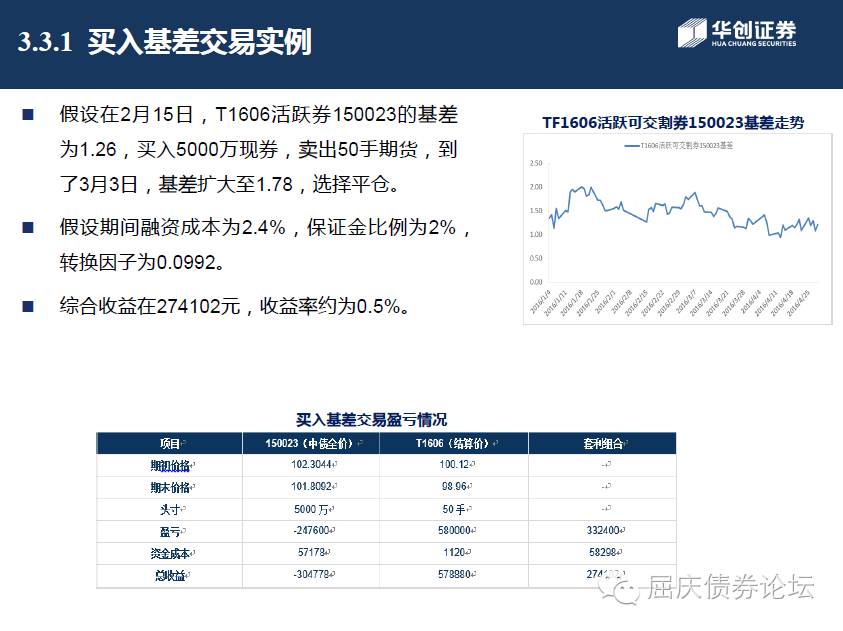 3.3.1 买入基差交易实例
华创证券
HUA CHUANG SECURITIES
假设在2月15日，T1606活跃券150023的基差
为1.26，买入5000万现券，卖出50手期货，到
了3月3日，基差扩大至1.78，选择平仓。
假设期间融资成本为2.4%，保证金比例为2%，
转换因子为0.0992。
综合收益在274102元，收益率约为0.5%。
TF1606活跃可交割券150023基差走势
T1606活跃可交割券150023基差
2.50
2.00
1.50
1.00
0.50
0.00
2016/1/4 2016/1/11 2016/1/18 2016/1/25 2016/2/1 2016/2/8 2016/2/15 2016/2/22 2016/2/29 2016/3/7 2016/3/14 2016/3/21 2016/3/28 2016/4/4 2016/4/11 2016/4/18 2016/4/25
买入基差交易盈亏情况
项目 150023（中债全价） T1606（结算价） 套利组合
期初价格 102.3044 100.12 --
期末价格 101.8092 98.96 --
头寸 5000万 50手 --
盈亏 -247600 580000 332400
资金成本 57178 1120 58298
总收益 -304778 578880 274102
屈庆债券论坛